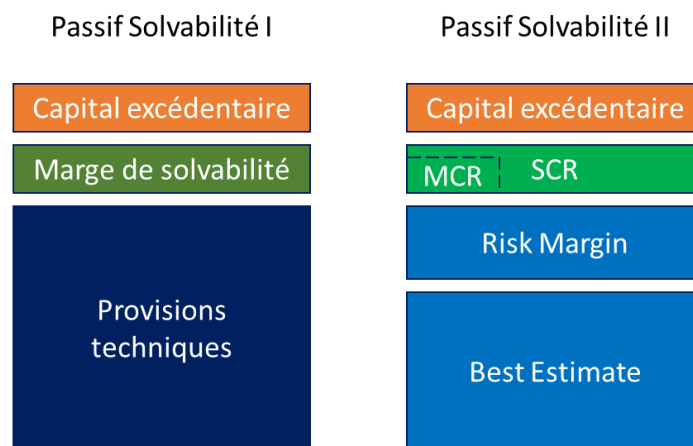 Passif Solvabilité I
Capital excédentaire
Marge de solvabilité
Provisions
techniques
Passif Solvabilité II
Capital excédentaire
MCR
SCR
Risk Margin
Best Estimate